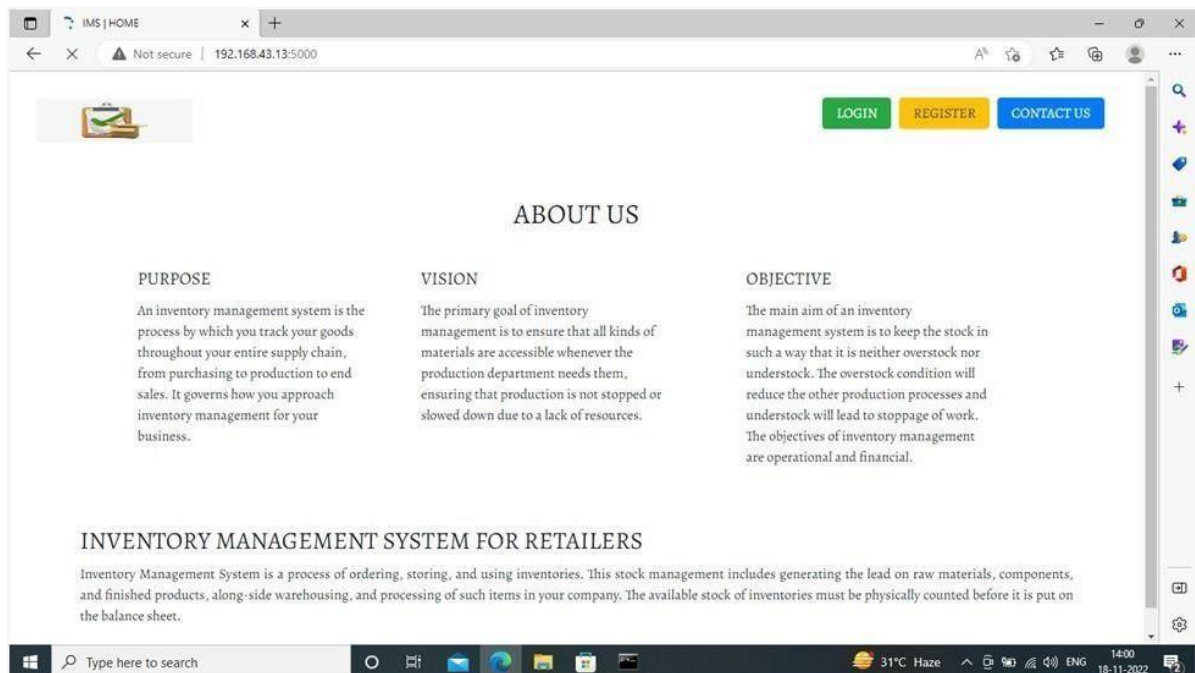 IMS | HOME
Not secure | 192.168.43.13:5000
LOGIN REGISTER CONTACT US
ABOUT US
PURPOSE
An inventory management system is the
process by which you track your goods
throughout your entire supply chain,
from purchasing to production to end
sales. It governs how you approach
inventory management for your
business.
VISION
The primary goal of inventory
management is to ensure that all kinds of
materials are accessible whenever the
production department needs them,
ensuring that production is not stopped or
slowed down due to a lack of resources.
OBJECTIVE
The main aim of an inventory
management system is to keep the stock in
such a way that it is neither overstock nor
understock. The overstock condition will
reduce the other production processes and
understock will lead to stoppage of work.
The objectives of inventory management
are operational and financial.
INVENTORY MANAGEMENT SYSTEM FOR RETAILERS
Inventory Management System is a process of ordering, storing, and using inventories. This stock management includes generating the lead on raw materials, components,
and finished products, along-side warehousing, and processing of such items in your company. The available stock of inventories must be physically counted before it is put on
the balance sheet.
Type here to search
31°C Haze
ENG
14:00
18-11-2022
2